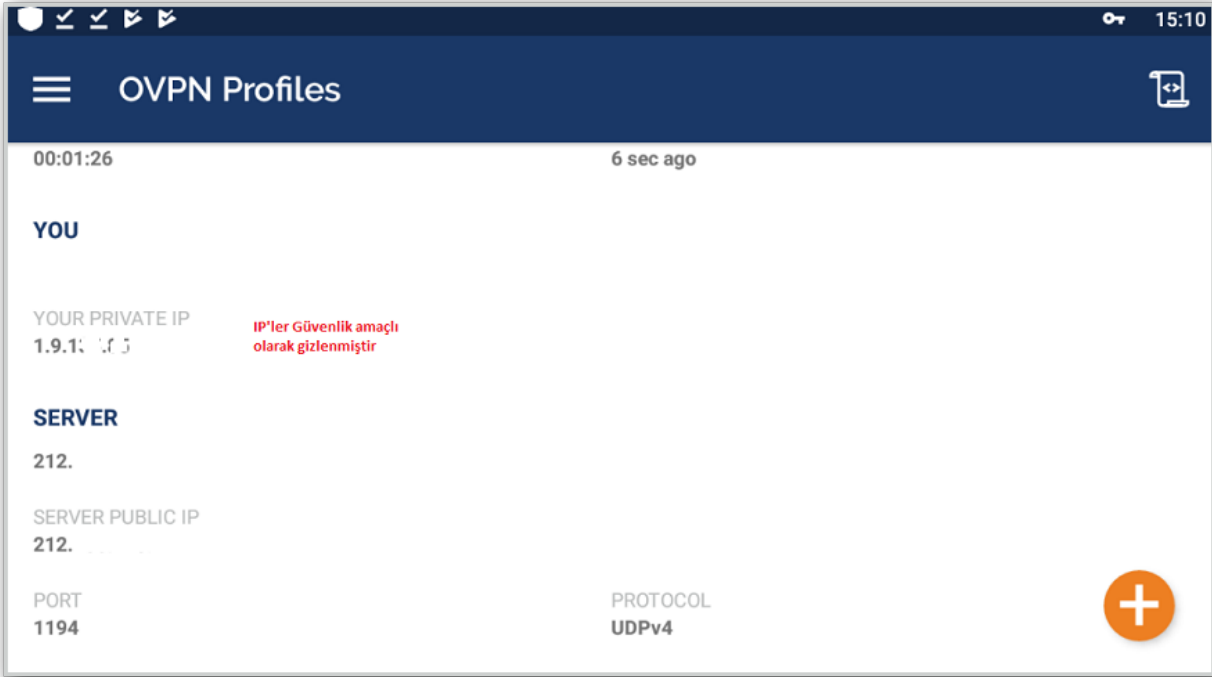 15:10
OVPN Profiles
00:01:26
6 sec ago
YOU
YOUR PRIVATE IP
IP'ler Güvenlik amaçlı
olarak gizlenmiştir
SERVER
212.
SERVER PUBLIC IP
212.
PORT
PROTOCOL
1194
UDPv4